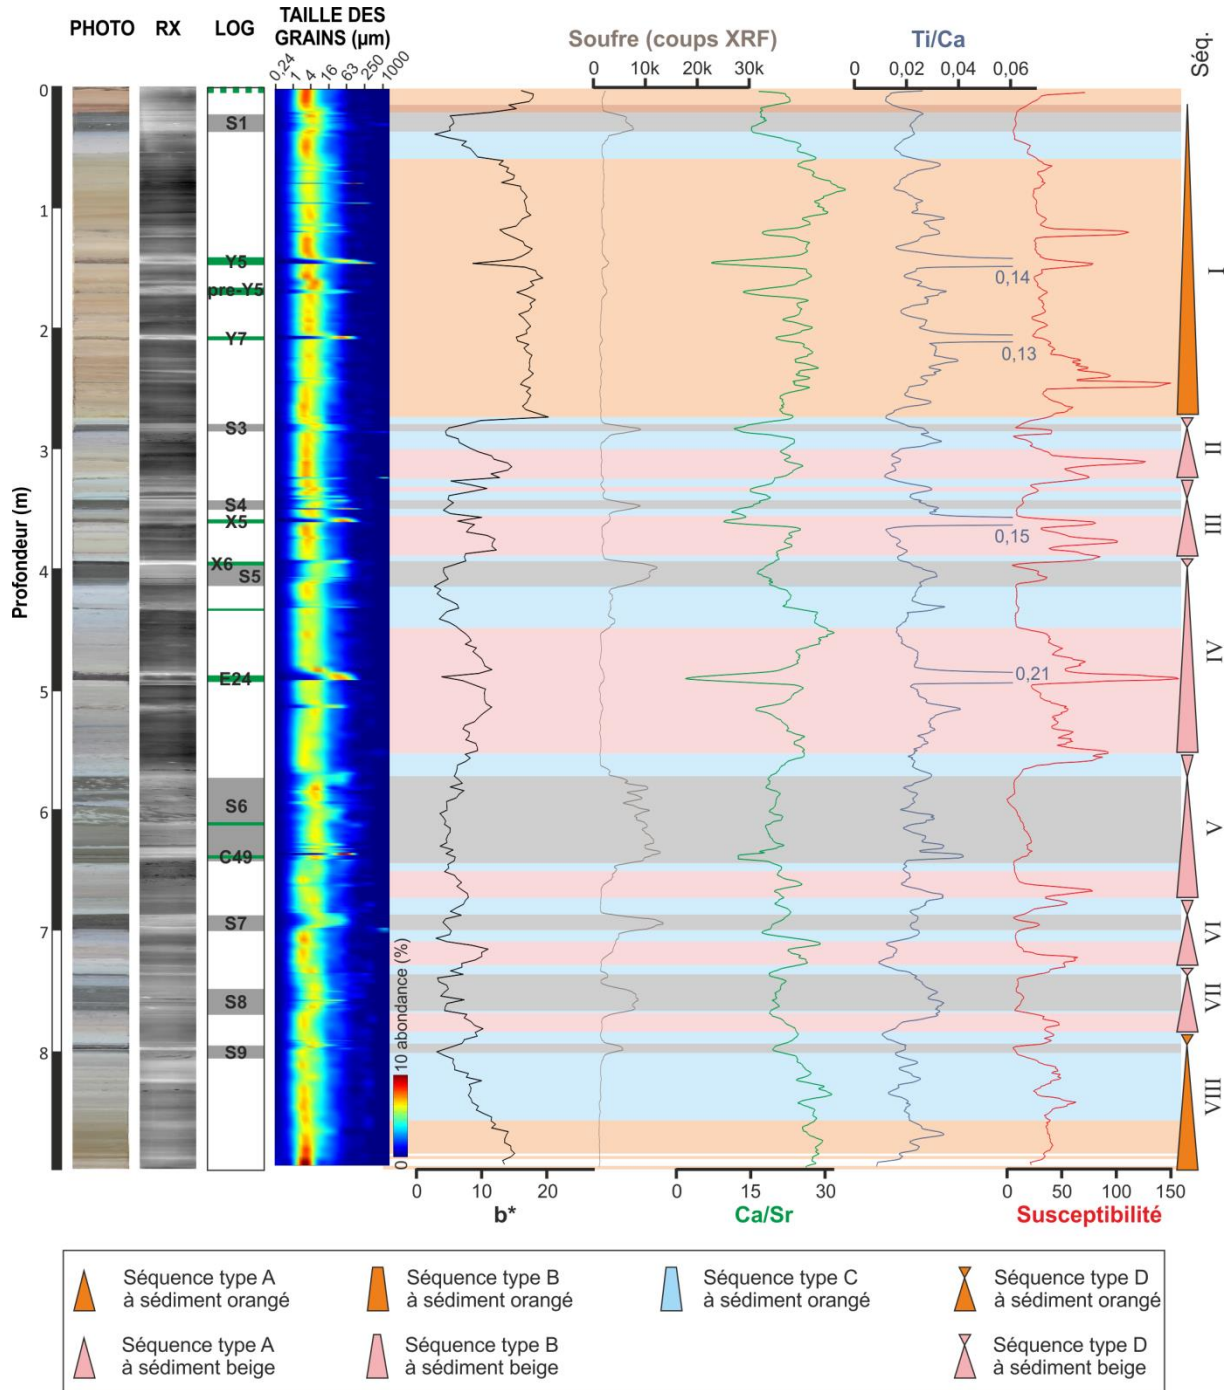 PHOTO RX LOG TAILLE DES
GRAINS (µm)
0,24 1 4 16 63 250 1000
Soufre (coups XRF)
0 10k 20k 30k
Ti/Ca
0 0,02 0,04 0,06
Séq.
Profondeur (m)
0
1
2
3
4
5
6
7
8
S1
Y5
pre-Y5
Y7
S3
S4
X5
X6
S5
E24
S6
C49
S7
S8
S9
0,14
0,13
0,15
0,21
I
II
III
IV
V
VI
VII
VIII
0 abondance (%) 10
0 10 20
b*
0 15 30
Ca/Sr
0 50 100 150
Susceptibilité
Séquence type A
à sédiment orangé
Séquence type B
à sédiment orangé
Séquence type C
à sédiment orangé
Séquence type D
à sédiment orangé
Séquence type A
à sédiment beige
Séquence type B
à sédiment beige
Séquence type D
à sédiment beige